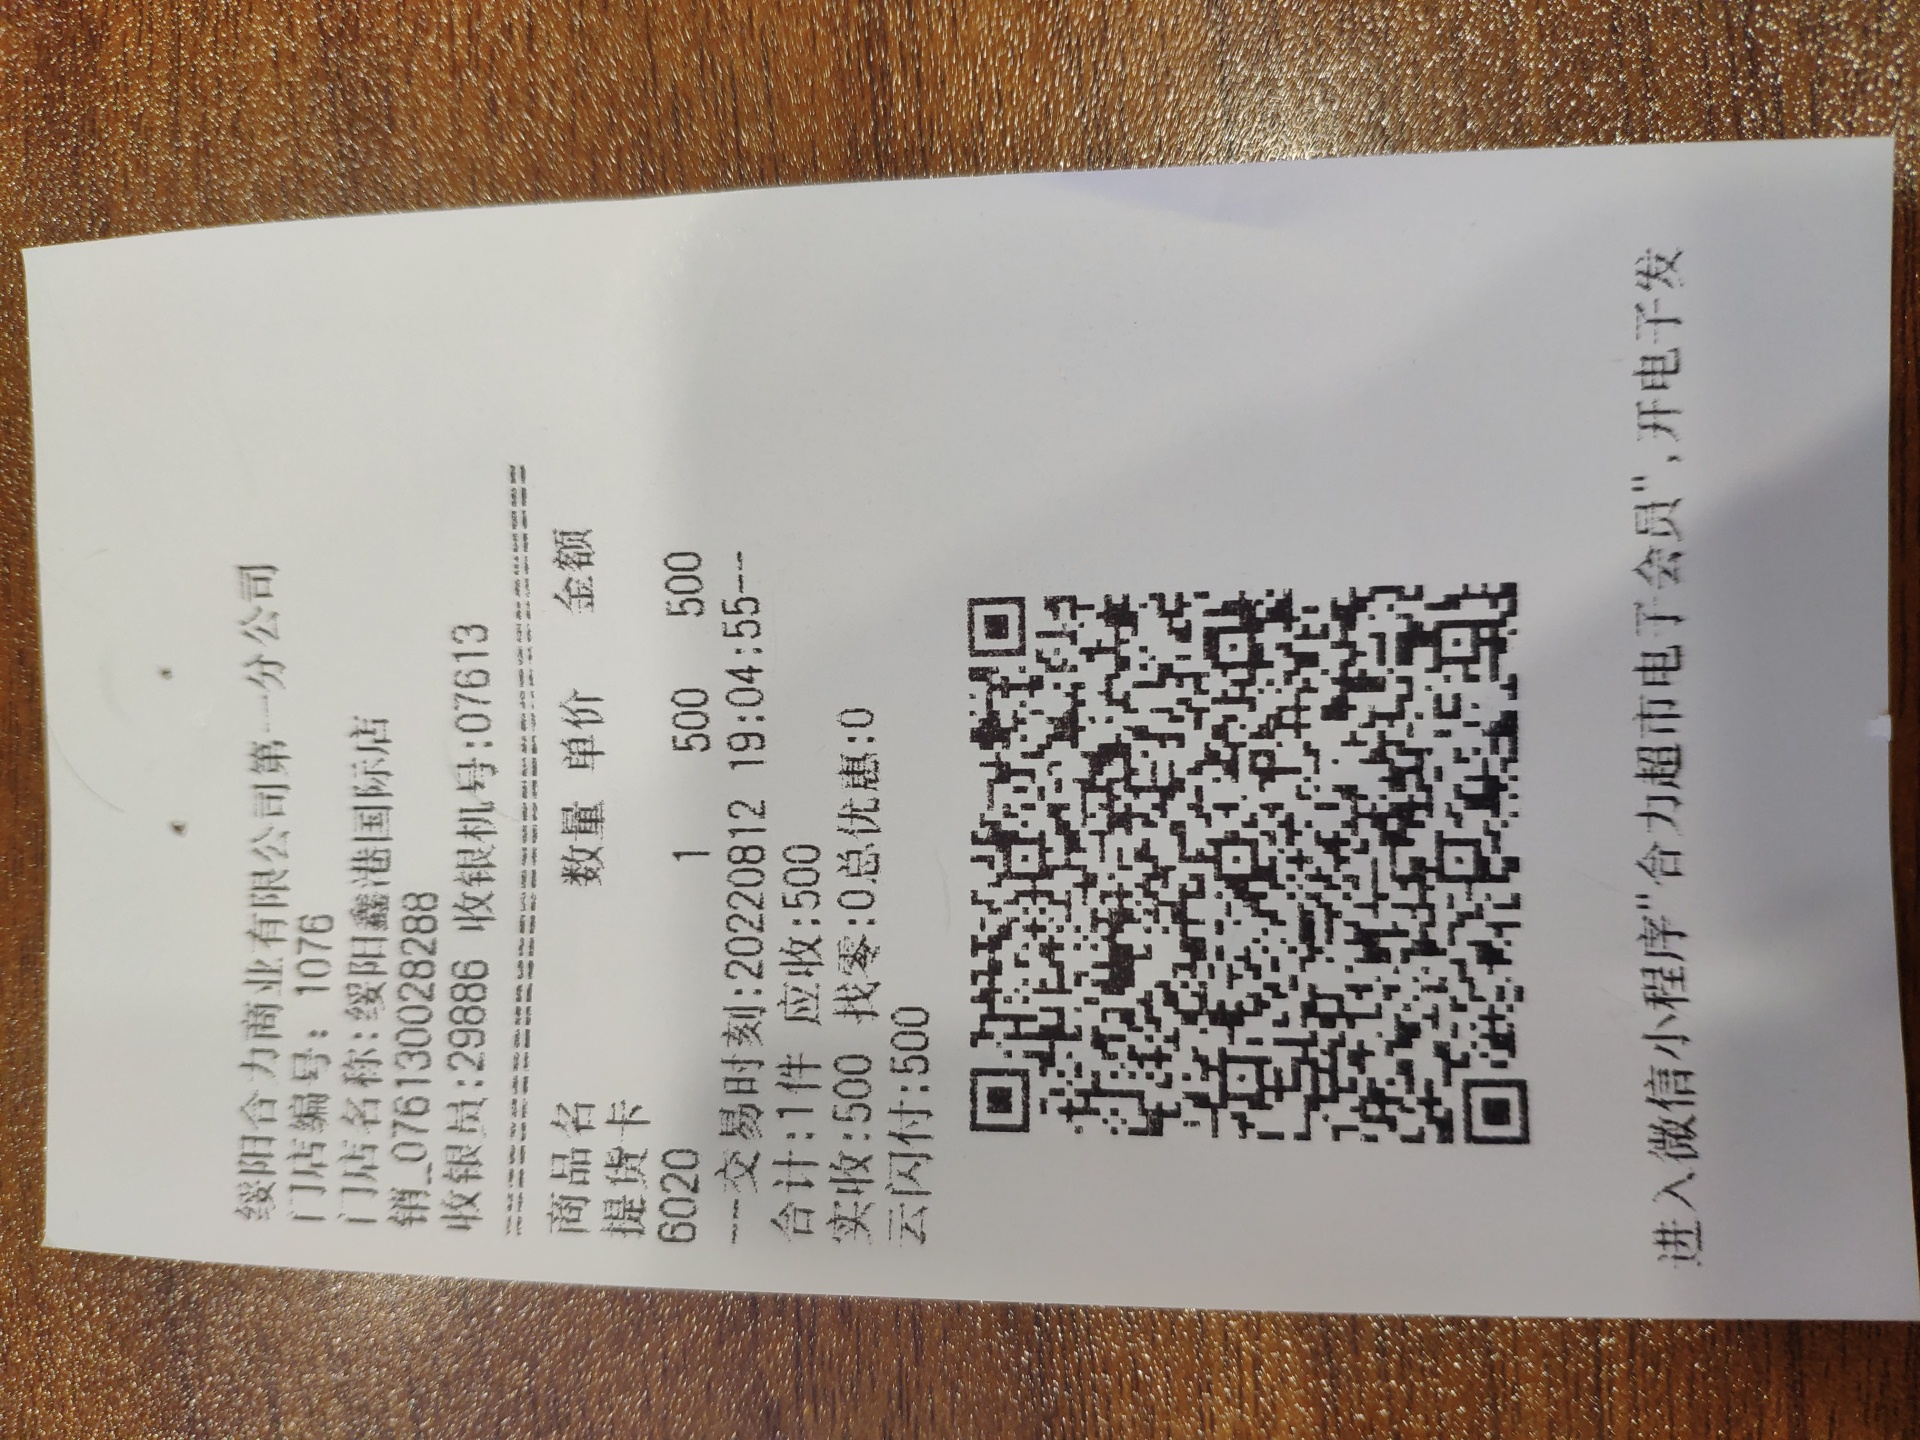 绥阳合力商业有限公司第一分公司
门店编号: 1076
门店名称:绥阳鑫港国际店
销_076130028288
收银员:29886 收银机号:07613
================================
商品名 数量 单价 金额
提货卡
6020 1 500 500
---交易时刻:20220812 19:04:55---
合计:1件 应收:500
实收:500 找零:0总优惠:0
云闪付:500
进入微信小程序"合力超市电子会员",开电子发